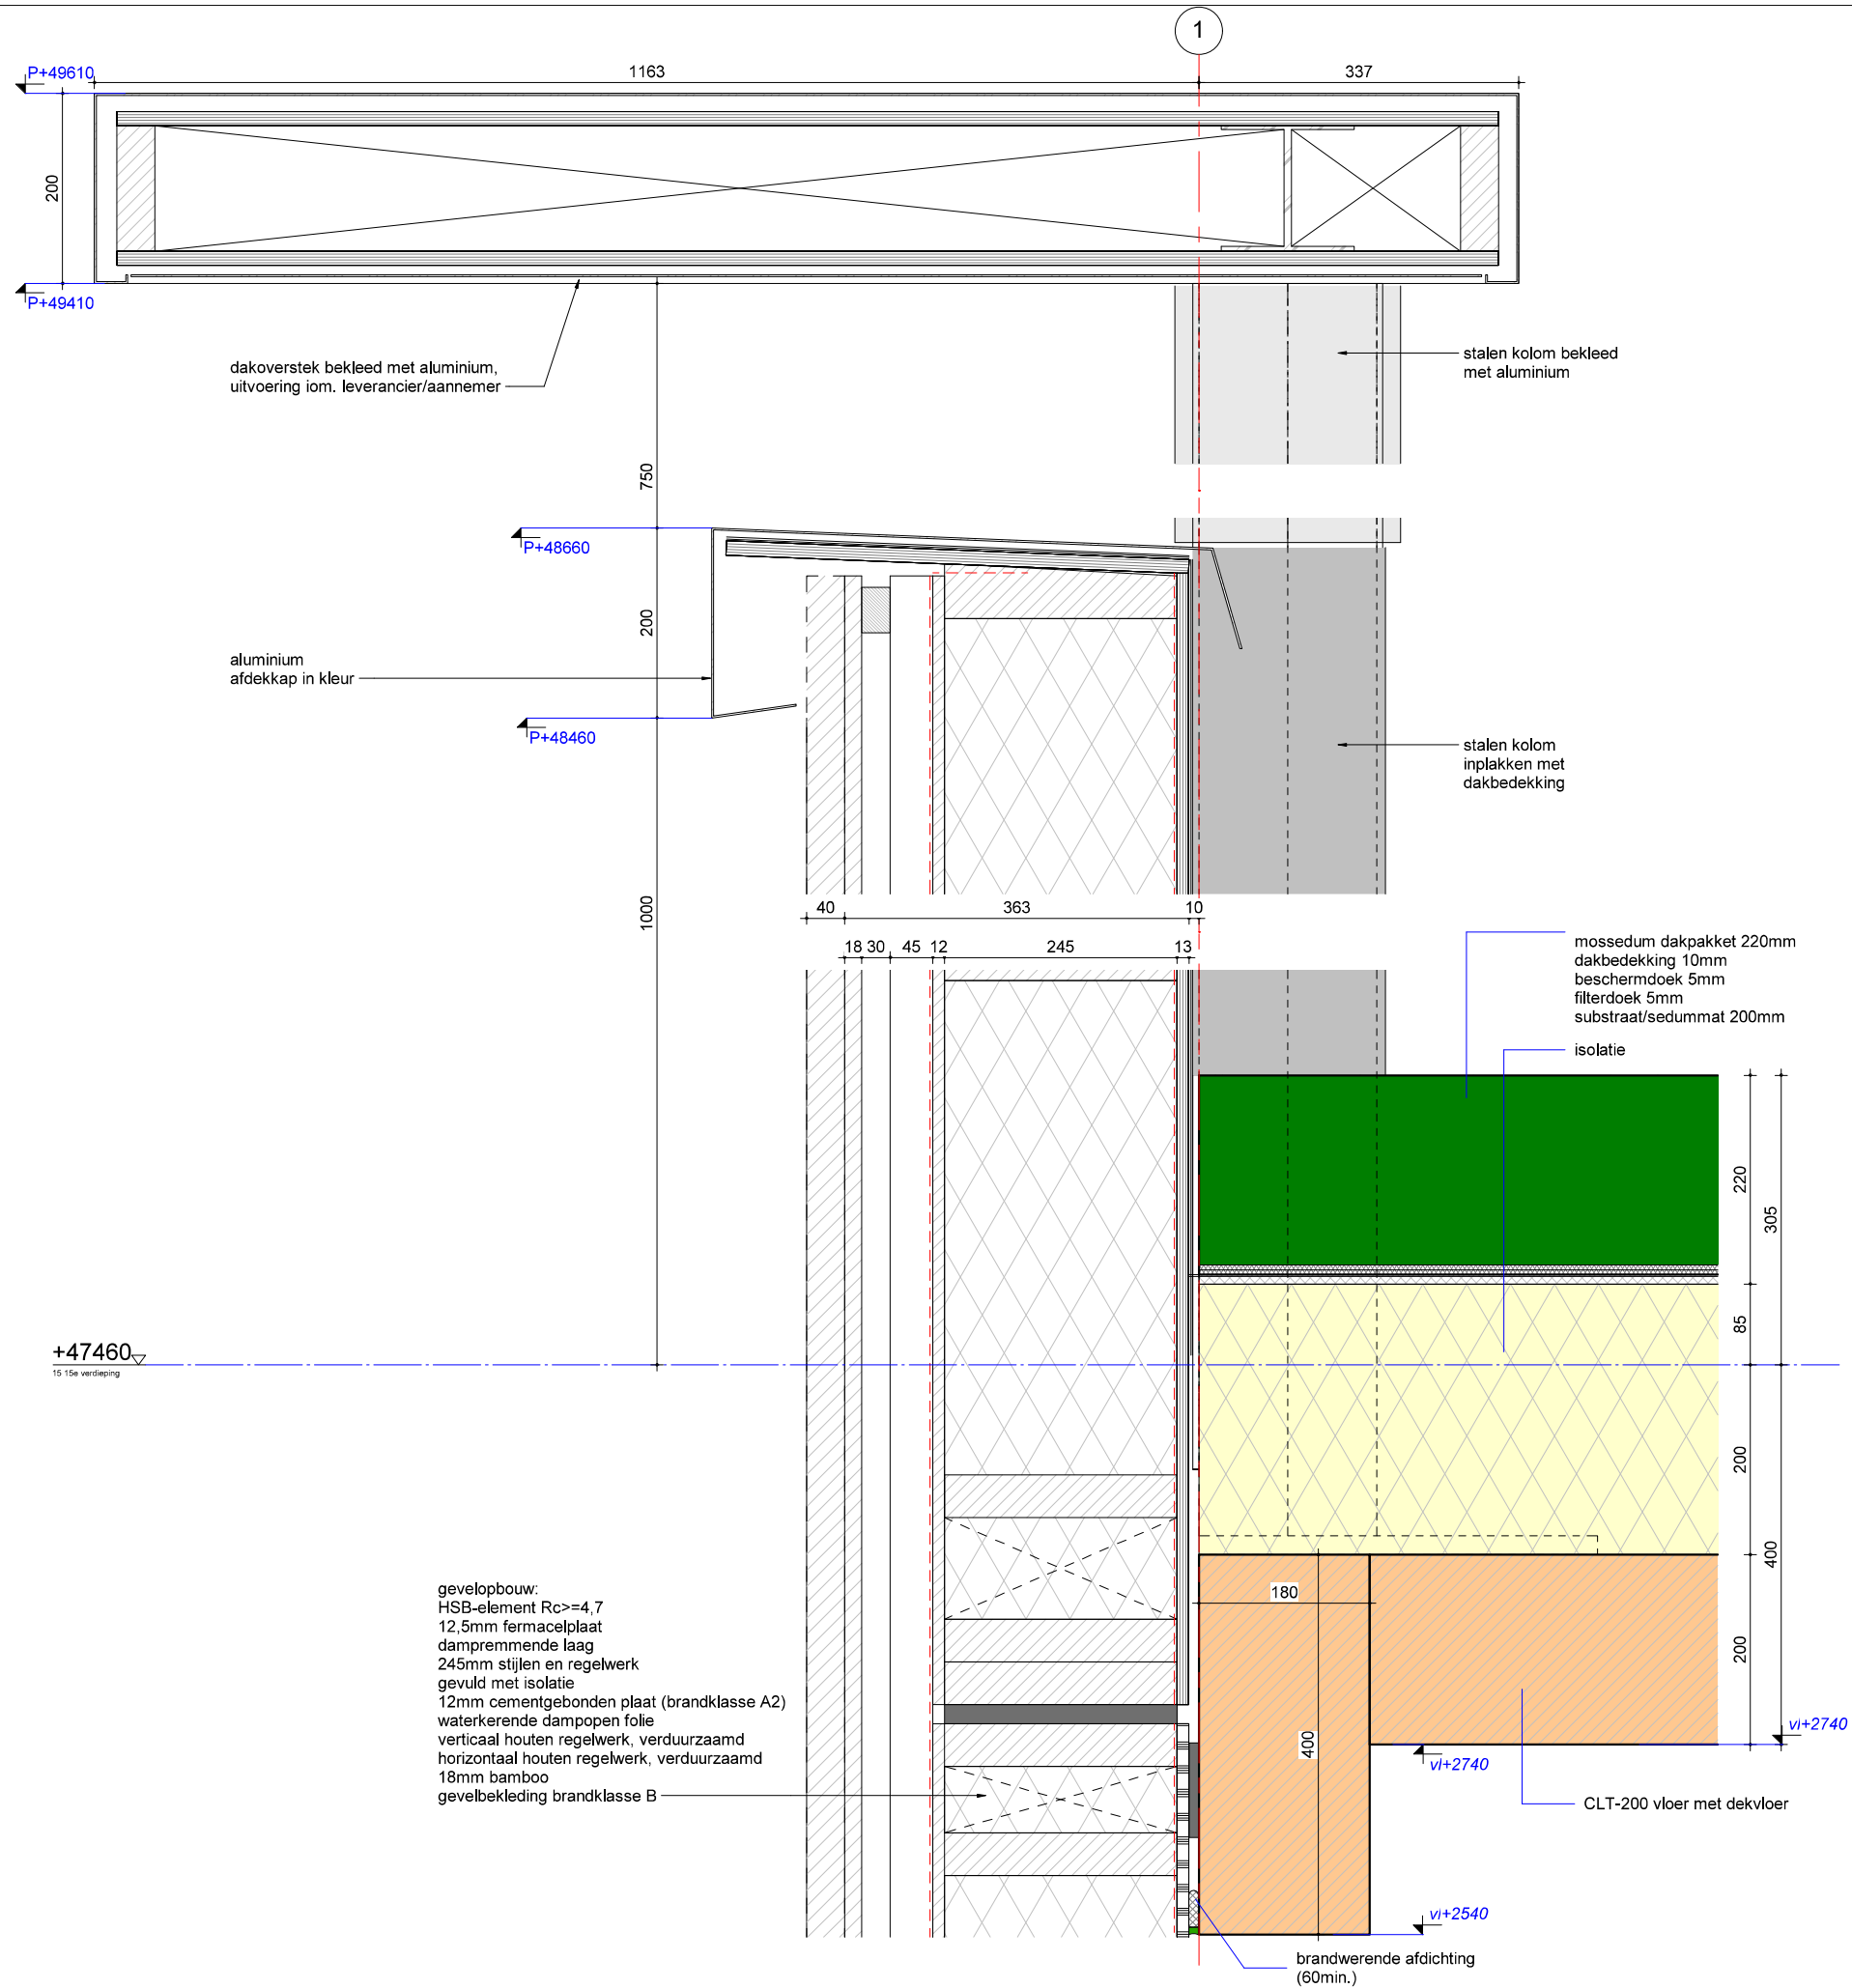 1
P+49610
1163
337
200
P+49410
dakoverstek bekleed met aluminium,
uitvoering iom. leverancier/aannemer
stalen kolom bekleed
met aluminium
750
P+48660
200
aluminium
afdekkap in kleur
P+48460
stalen kolom
inplakken met
dakbedekking
1000
40 363 10
18 30 45 12 245 13
mossedum dakpakket 220mm
dakbedekking 10mm
beschermdoek 5mm
filterdoek 5mm
substraat/sedummat 200mm
isolatie
220
305
85
+47460
15 15e verdieping
200
400
180
200
gevelopbouw:
HSB-element Rc>=4,7
12,5mm fermacelplaat
dampremmende laag
245mm stijlen en regelwerk
gevuld met isolatie
12mm cementgebonden plaat (brandklasse A2)
waterkerende dampopen folie
verticaal houten regelwerk, verduurzaamd
horizontaal houten regelwerk, verduurzaamd
18mm bamboo
gevelbekleding brandklasse B
400
vl+2740
vl+2740
CLT-200 vloer met dekvloer
vl+2540
brandwerende afdichting
(60min.)